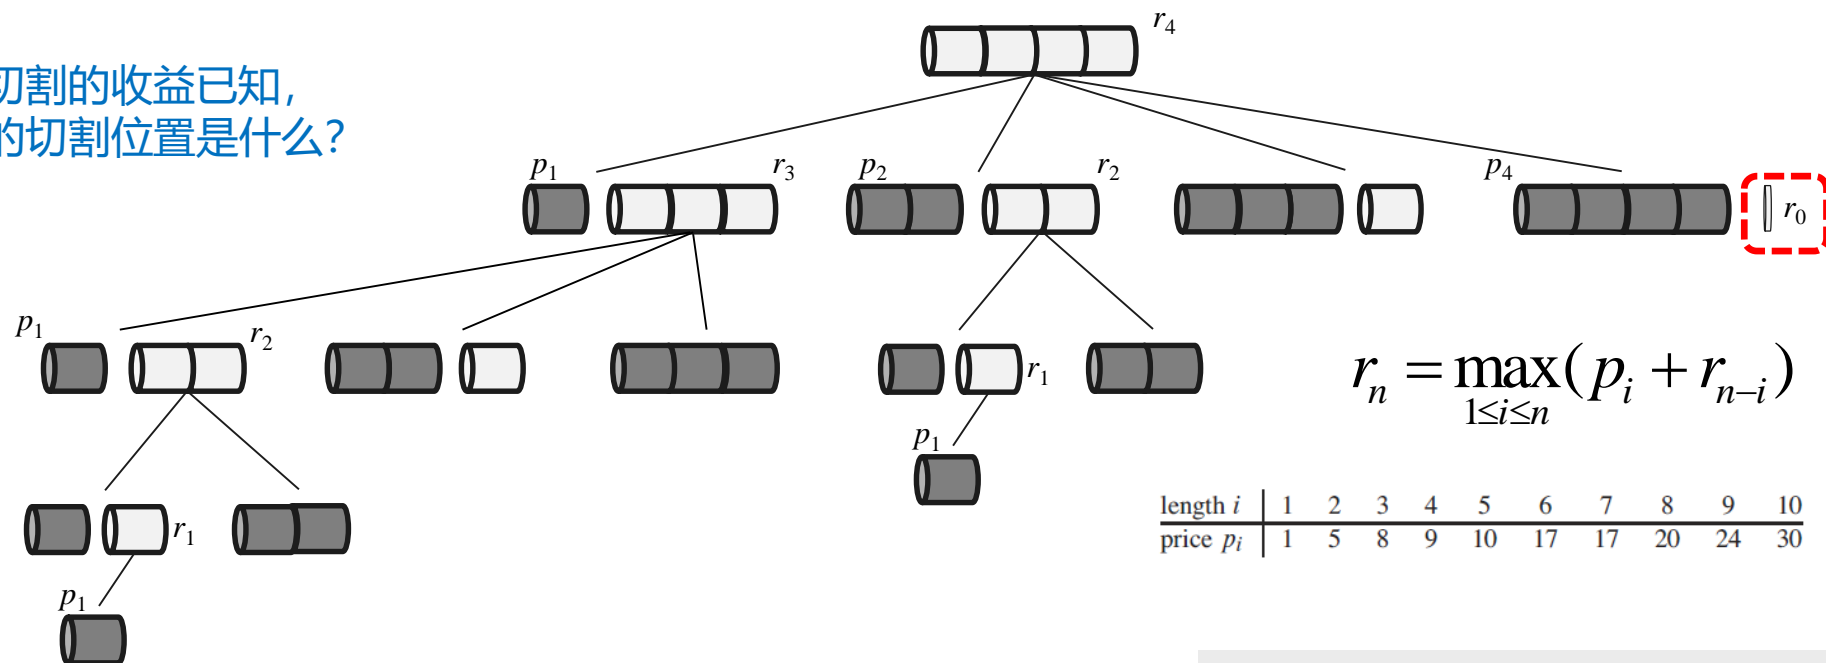 切割的收益已知，
的切割位置是什么？
r4
p1 r3 p2 r2 p4 r0
p1 r2 r1
rn = max(pi + rn−i)
1≤i≤n
p1
length i 1 2 3 4 5 6 7 8 9 10
price pi 1 5 8 9 10 17 17 20 24 30
r1
p1